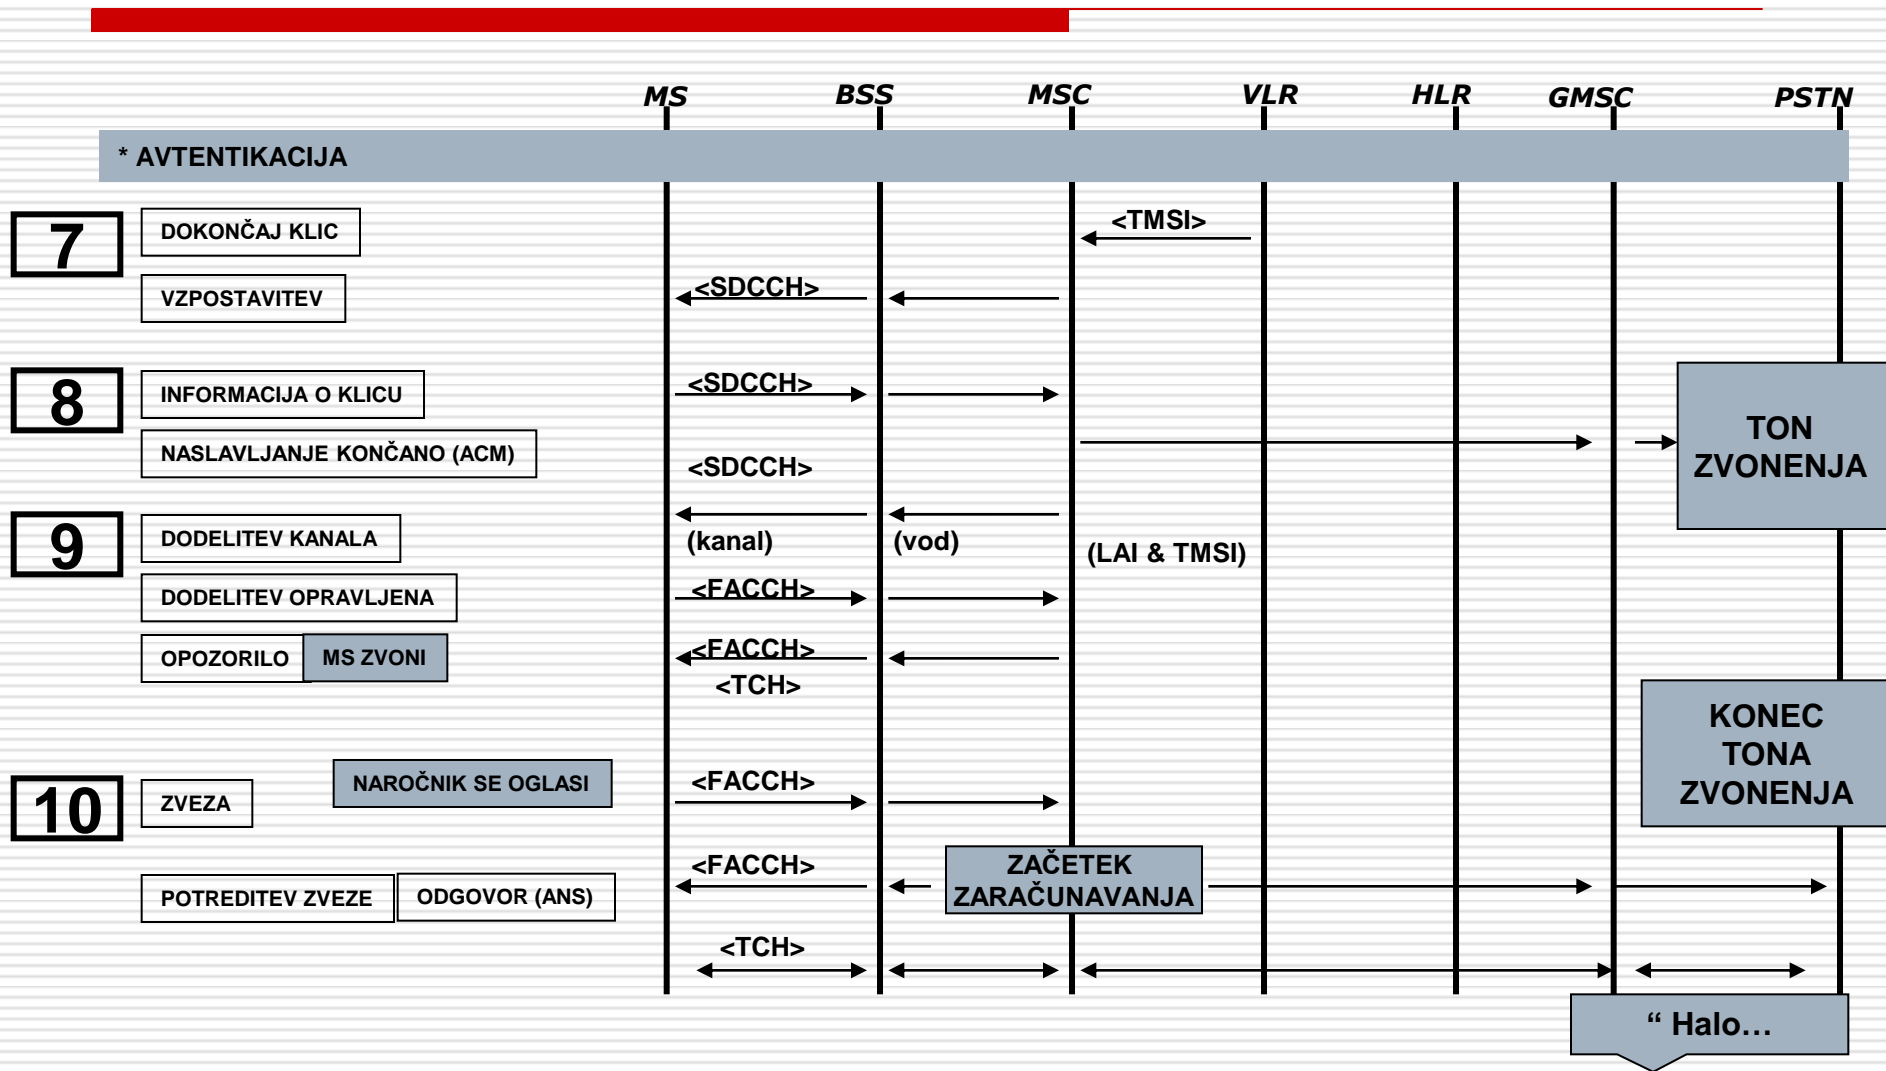 MS BSS MSC VLR HLR GMSC PSTN
* AVTENTIKACIJA
7
DOKONČAJ KLIC
<TMSI>
VZPOSTAVITEV
<SDCCH>
8
INFORMACIJA O KLICU
<SDCCH>
NASLAVLJANJE KONČANO (ACM)
TON
ZVONENJA
<SDCCH>
9
DODELITEV KANALA
(kanal)
(vod)
(LAI & TMSI)
DODELITEV OPRAVLJENA
<FACCH>
OPOZORILO
MS ZVONI
<FACCH>
<TCH>
KONEC
TONA
ZVONENJA
10
ZVEZA
NAROČNIK SE OGLASI
<FACCH>
POTREDITEV ZVEZE
ODGOVOR (ANS)
<FACCH>
ZAČETEK
ZARAČUNAVANJA
<TCH>
“ Halo…